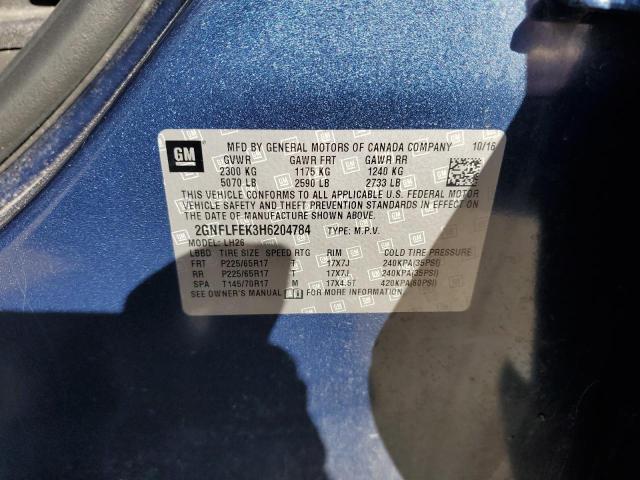 GM MFD BY GENERAL MOTORS OF CANADA COMPANY 10/16
GVWR GAWR FRT GAWR RR
2300 KG 1175 KG 1240 KG
5070 LB 2590 LB 2733 LB
THIS VEHICLE CONFORMS TO ALL APPLICABLE U.S. FEDERAL MOTOR
VEHICLE SAFETY AND THEFT PREVENTION STANDARDS IN EFFECT ON
THE DATE OF MANUFACTURE SHOWN ABOVE.
2GNFLFEK3H6204784 TYPE: M.P.V.
MODEL: LH26
LBBD TIRE SIZE SPEED RTG RIM COLD TIRE PRESSURE
FRT P225/65R17 T 17X7J 240KPA(35PSI)
RR P225/65R17 T 17X7J 240KPA(35PSI)
SPA T145/70R17 M 17X4.5T 420KPA(60PSI)
SEE OWNER'S MANUAL FOR MORE INFORMATION